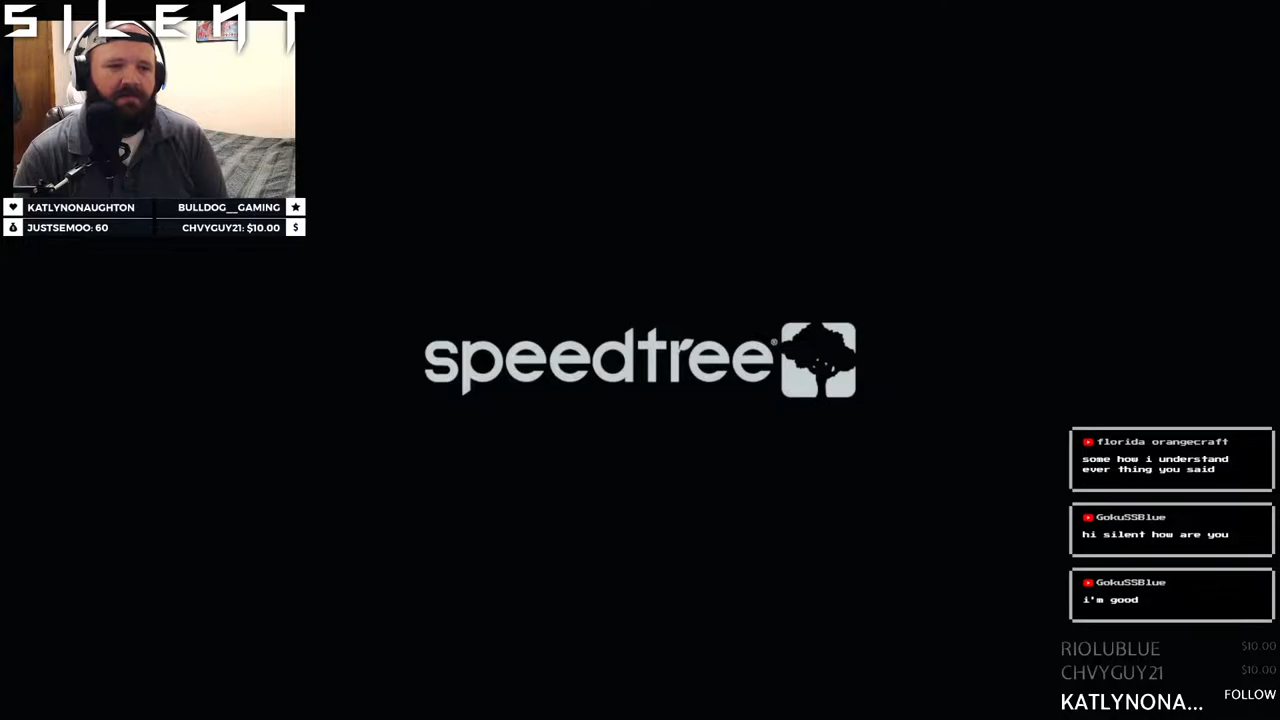 SILENT
KATLYNONAUGHTON
BULLDOG__GAMING
JUSTSEMOO: 60
CHVYGUY21: $10.00
$
speedtree®
florida orangecraft
some how i understand
ever thing you said
GokuSSBlue
hi silent how are you
GokuSSBlue
i'm good
RIOLUBLUE $10.00
CHVYGUY21 $10.00
KATLYNONA... FOLLOW